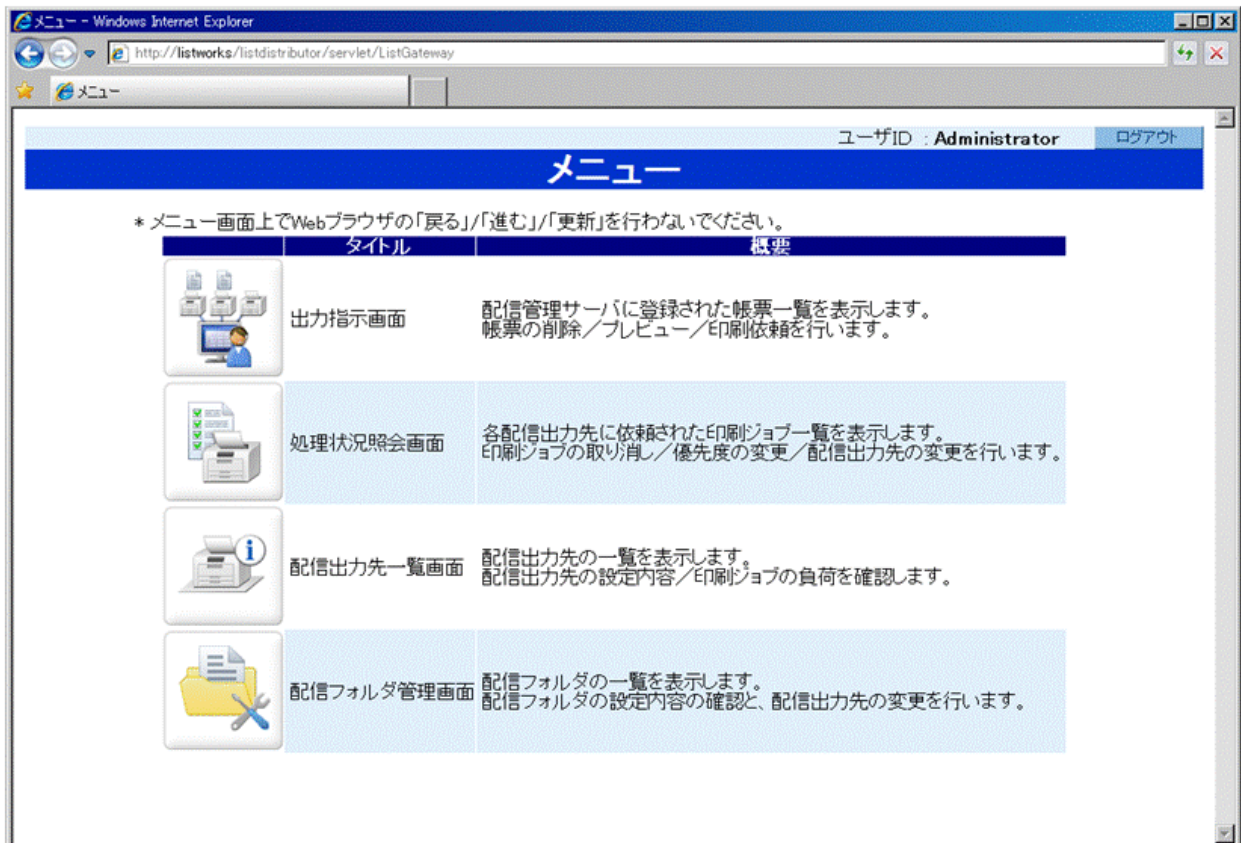 メニュー - Windows Internet Explorer
http://listworks/listdistributor/servlet/ListGateway
メニュー
ユーザID : Administrator ログアウト
メニュー
* メニュー画面上でWebブラウザの「戻る」/「進む」/「更新」を行わないでください。
タイトル 概要
出力指示画面
配信管理サーバに登録された帳票一覧を表示します。
帳票の削除／プレビュー／印刷依頼を行います。
処理状況照会画面
各配信出力先に依頼された印刷ジョブ一覧を表示します。
印刷ジョブの取り消し／優先度の変更／配信出力先の変更を行います。
配信出力先一覧画面
配信出力先の一覧を表示します。
配信出力先の設定内容／印刷ジョブの負荷を確認します。
配信フォルダ管理画面
配信フォルダの一覧を表示します。
配信フォルダの設定内容の確認と、配信出力先の変更を行います。